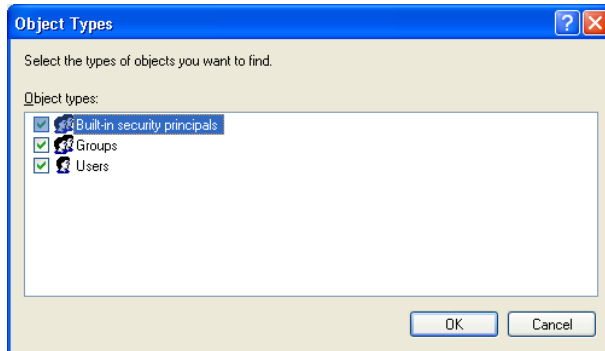 Object Types
Select the types of objects you want to find.
Object types:
Built-in security principals
Groups
Users
OK Cancel